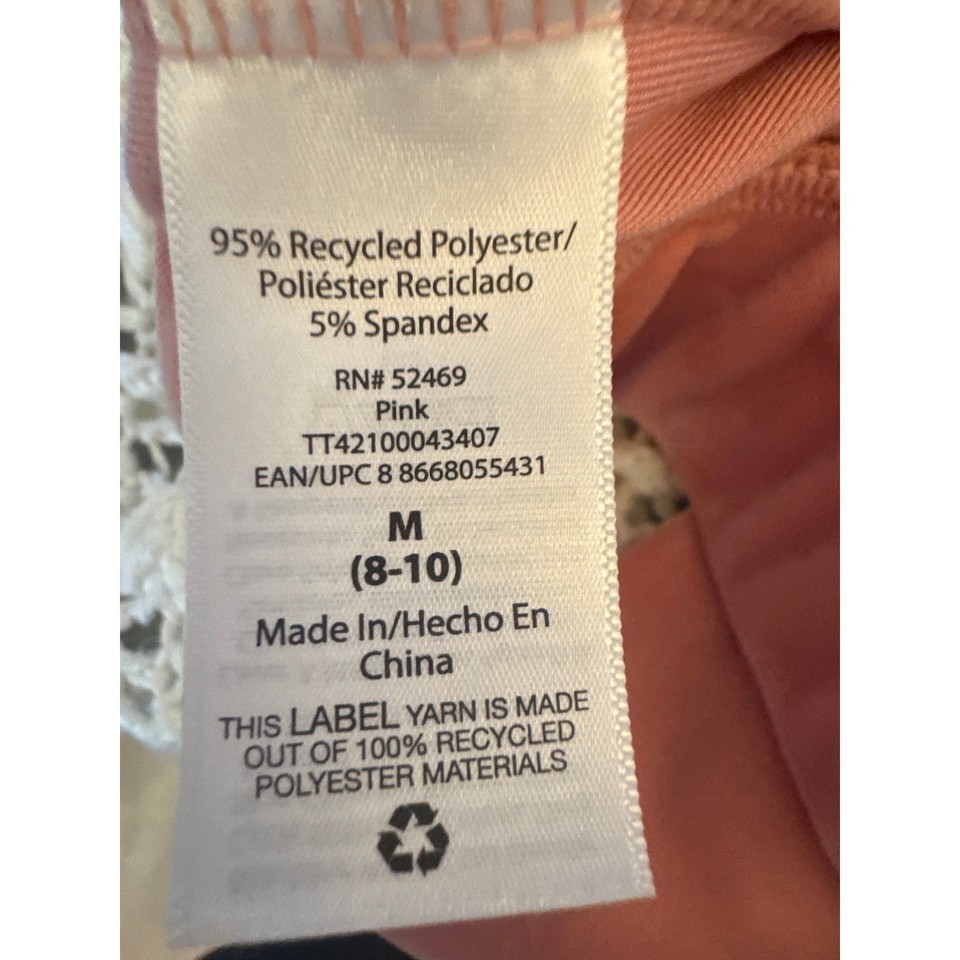 95% Recycled Polyester/
Poliéster Reciclado
5% Spandex
RN# 52469
Pink
TT42100043407
EAN/UPC 8 8668055431
M
(8-10)
Made In/Hecho En
China
THIS LABEL YARN IS MADE
OUT OF 100% RECYCLED
POLYESTER MATERIALS